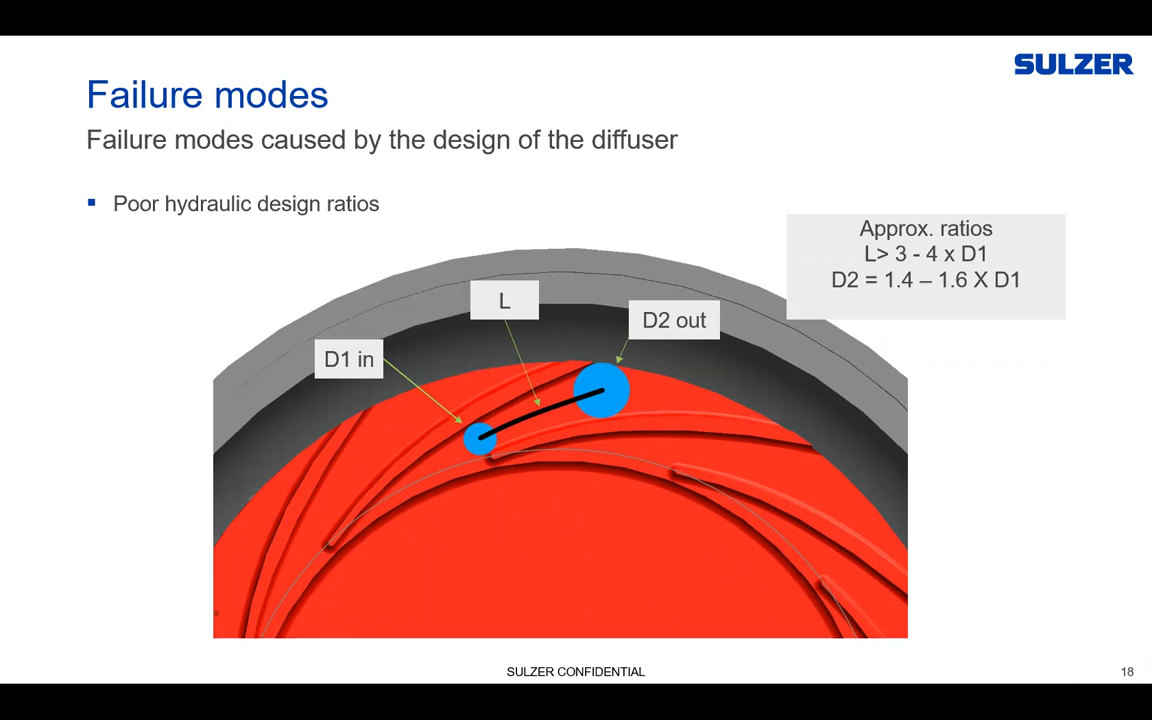 SULZER
Failure modes
Failure modes caused by the design of the diffuser
Poor hydraulic design ratios
Approx. ratios
L> 3 - 4 x D1
D2 = 1.4 – 1.6 X D1
L
D2 out
D1 in
SULZER CONFIDENTIAL
18